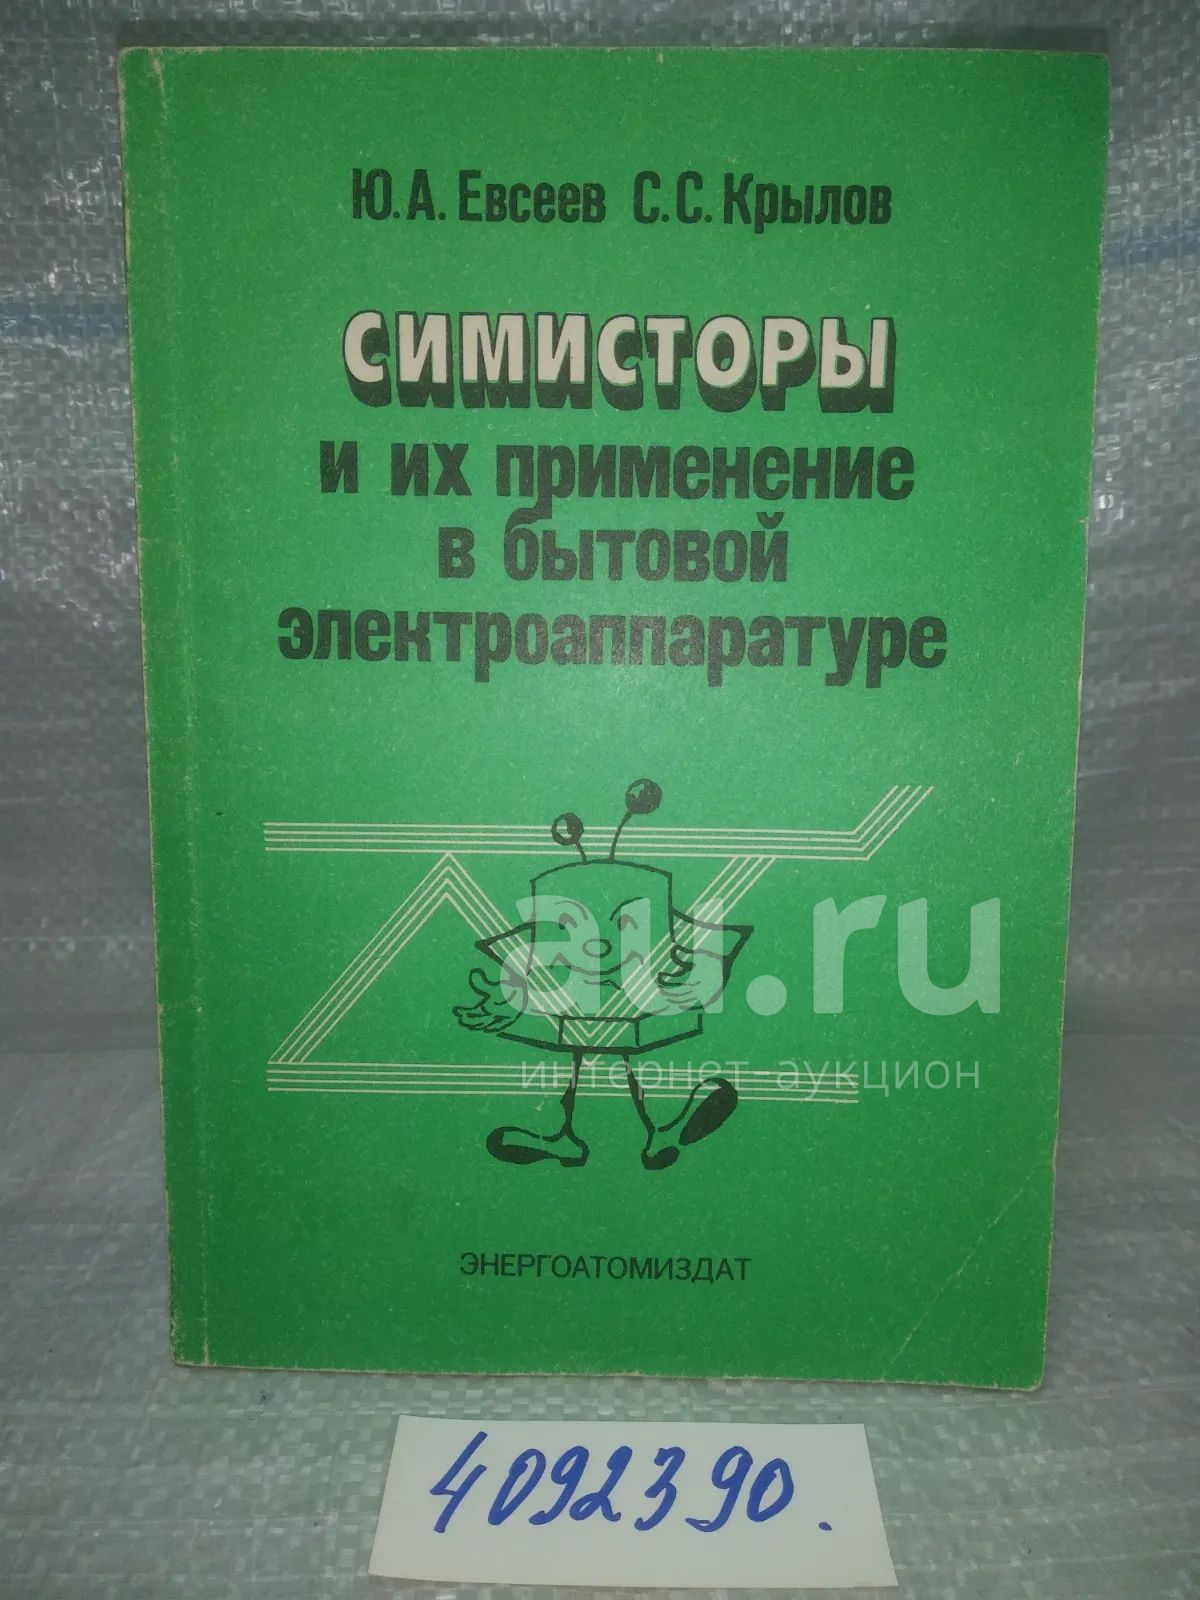 Ю.А. Евсеев С.С. Крылов
СИМИСТОРЫ
и их применение
в бытовой
электроаппаратуре
au.ru
интернет-аукцион
ЭНЕРГОАТОМИЗДАТ
4092390.